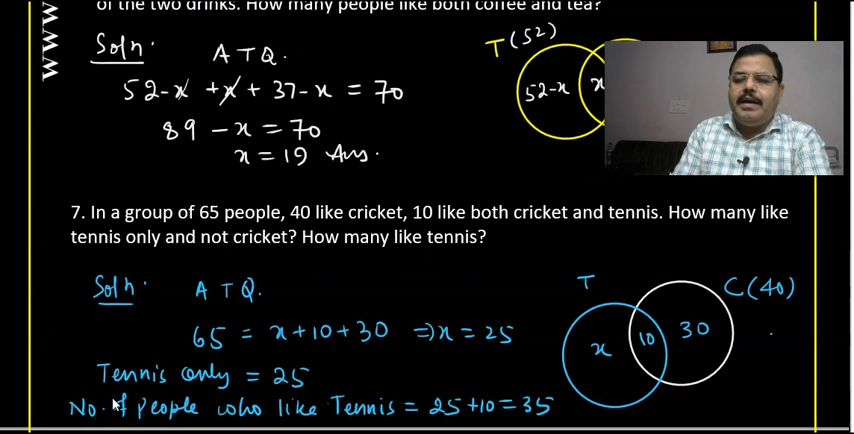 of the two drinks. How many people like both coffee and tea?
Soln.
A T Q.
T (52)
52-x + x + 37-x = 70
52-x
x
89 - x = 70
x = 19 Ans.
7. In a group of 65 people, 40 like cricket, 10 like both cricket and tennis. How many like
tennis only and not cricket? How many like tennis?
Soln.
A T Q.
T
C (40)
65 = x + 10 + 30 ⇒ x = 25
x
10
30
Tennis only = 25
No. of people who like Tennis = 25 + 10 = 35